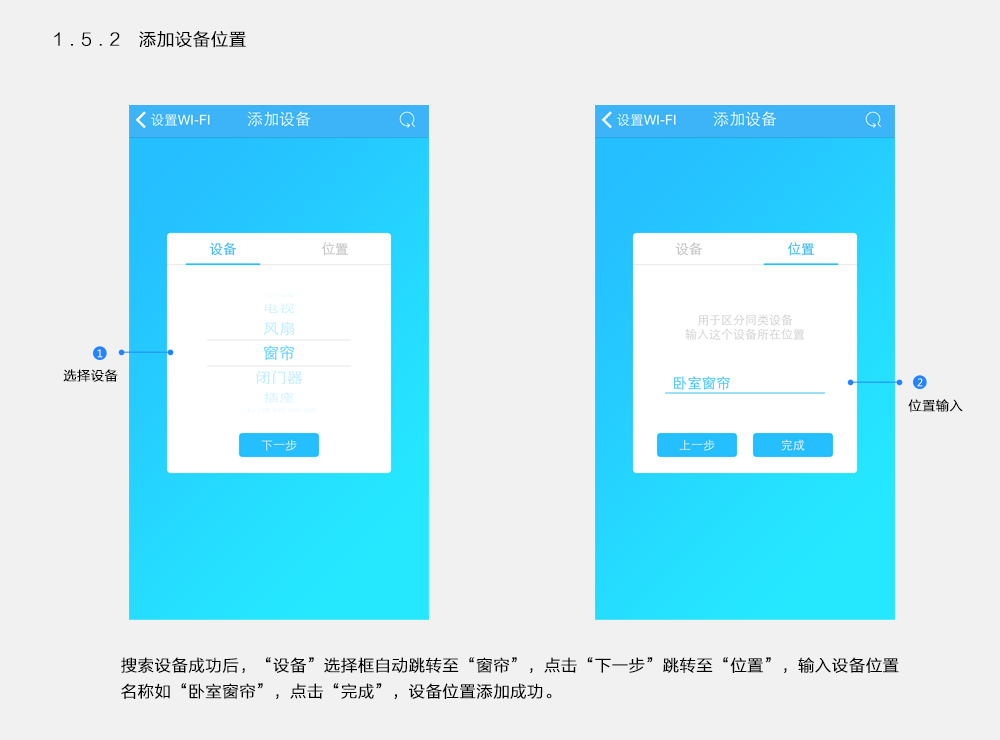 1.5.2 添加设备位置
设置WI-FI 添加设备
设备 位置
电视
风扇
窗帘
闭门器
插座
下一步
1
选择设备
设置WI-FI 添加设备
设备 位置
用于区分同类设备
输入这个设备所在位置
卧室窗帘
上一步 完成
2
位置输入
搜索设备成功后，“设备”选择框自动跳转至“窗帘”，点击“下一步”跳转至“位置”，输入设备位置
名称如“卧室窗帘”，点击“完成”，设备位置添加成功。